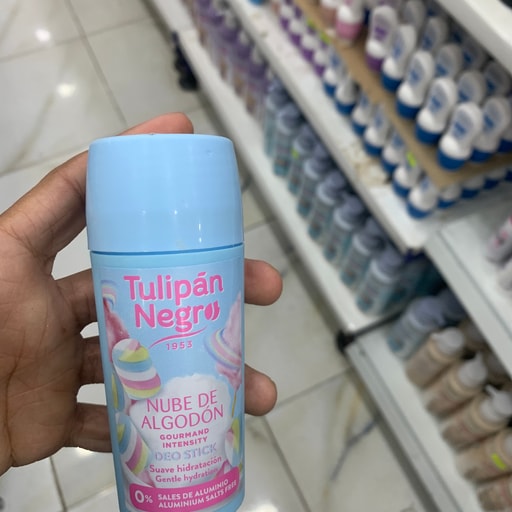 Tulipán
Negro
1953
NUBE DE
ALGODÓN
GOURMAND
INTENSITY
DEO STICK
Suave hidratación
Gentle hydration
0% SALES DE ALUMINIO
ALUMINIUM SALTS FREE